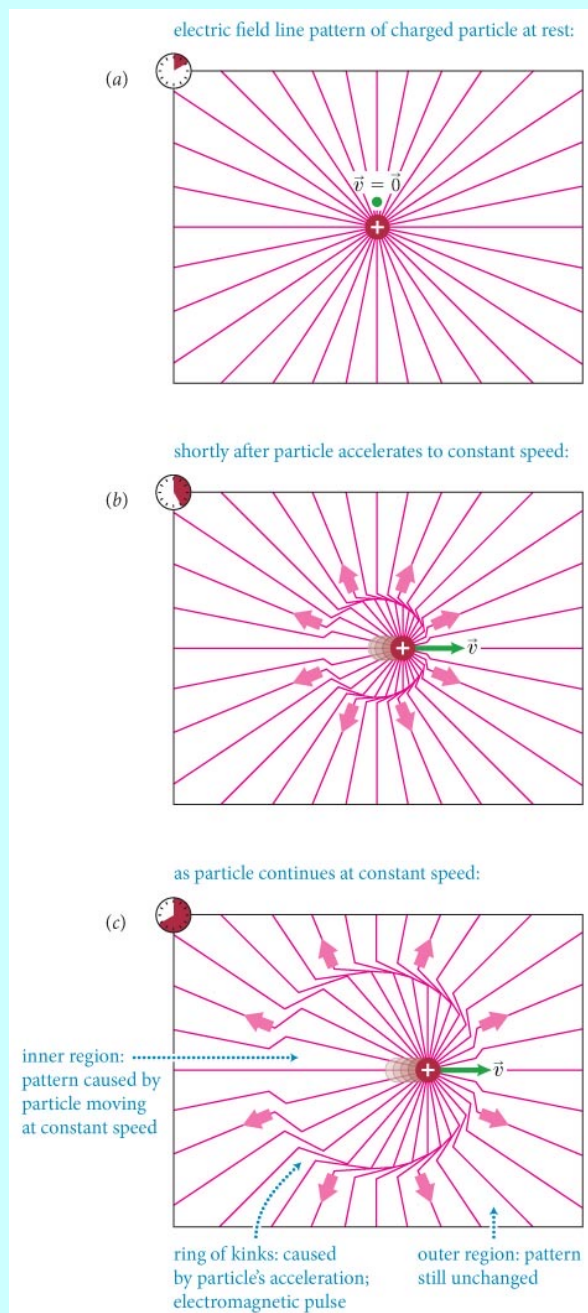 electric field line pattern of charged particle at rest:
(a)
v⃗ = 0⃗
+
shortly after particle accelerates to constant speed:
(b)
+
v⃗
as particle continues at constant speed:
(c)
+
v⃗
inner region:
pattern caused by
particle moving
at constant speed
ring of kinks: caused
by particle's acceleration;
electromagnetic pulse
outer region: pattern
still unchanged